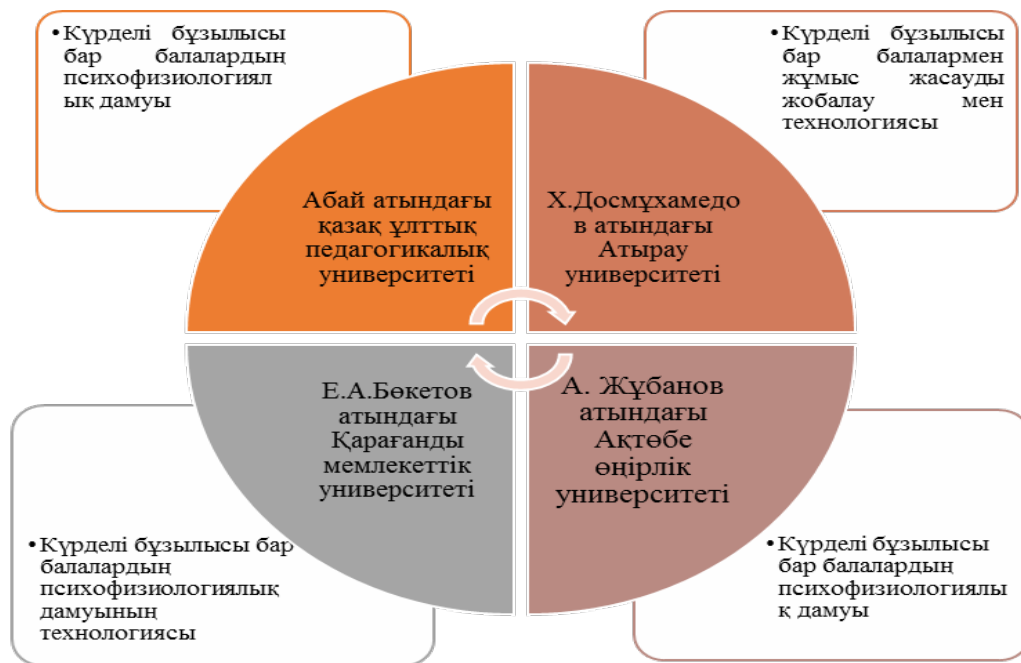 •Күрделі бұзылысы
бар балалардың
психофизиологиял
ық дамуы
•Күрделі бұзылысы
бар балалармен
жұмыс жасауды
жобалау мен
технологиясы
Абай атындағы
қазақ ұлттық
педагогикалық
университеті
Х.Досмұхамедо
в атындағы
Атырау
университеті
Е.А.Бөкетов
атындағы
Қарағанды
мемлекеттік
университеті
А. Жұбанов
атындағы
Ақтөбе
өңірлік
университеті
•Күрделі бұзылысы бар
балалардың
психофизиологиялық
дамуының
технологиясы
•Күрделі бұзылысы
бар балалардың
психофизиологиялы
қ дамуы